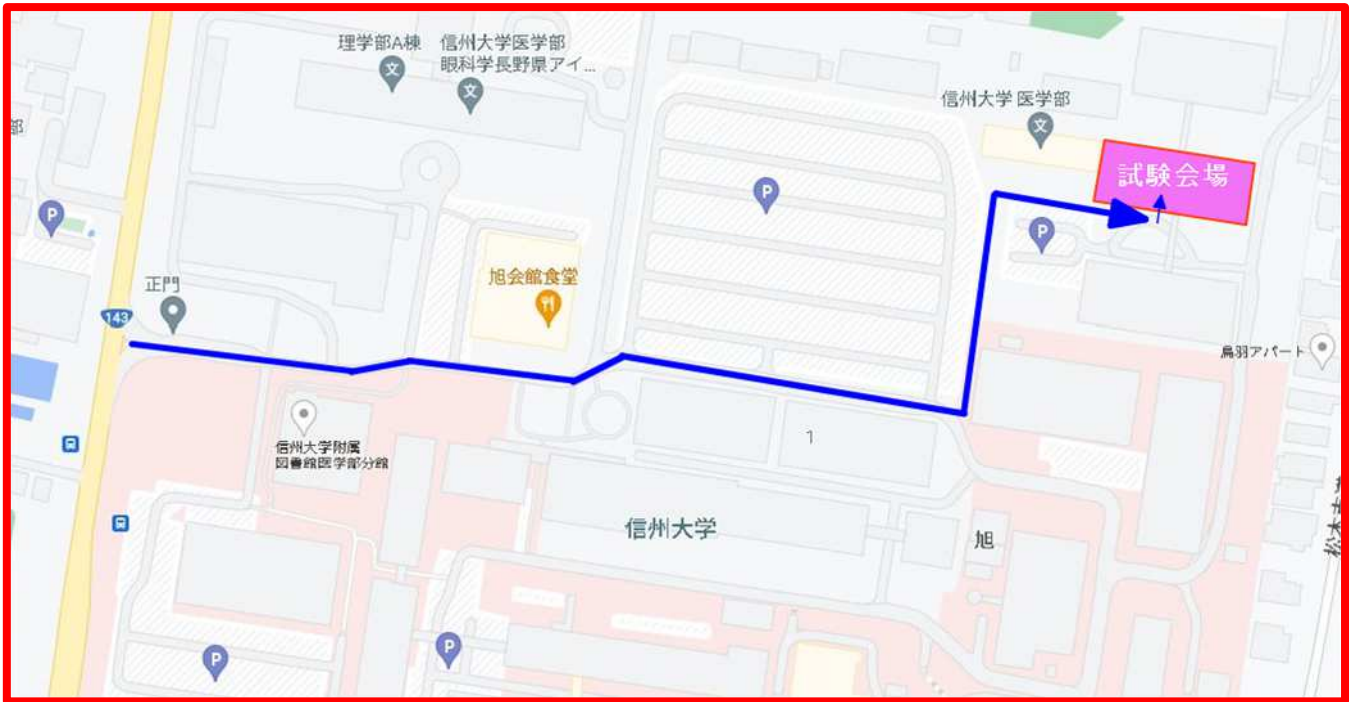 理学部A棟
信州大学医学部
眼科学長野県アイ...
信州大学 医学部
部
試験会場
P
P
P
旭会館食堂
正門
143
鳥羽アパート
信州大学附属
図書館医学部分館
1
信州大学
旭
P
P